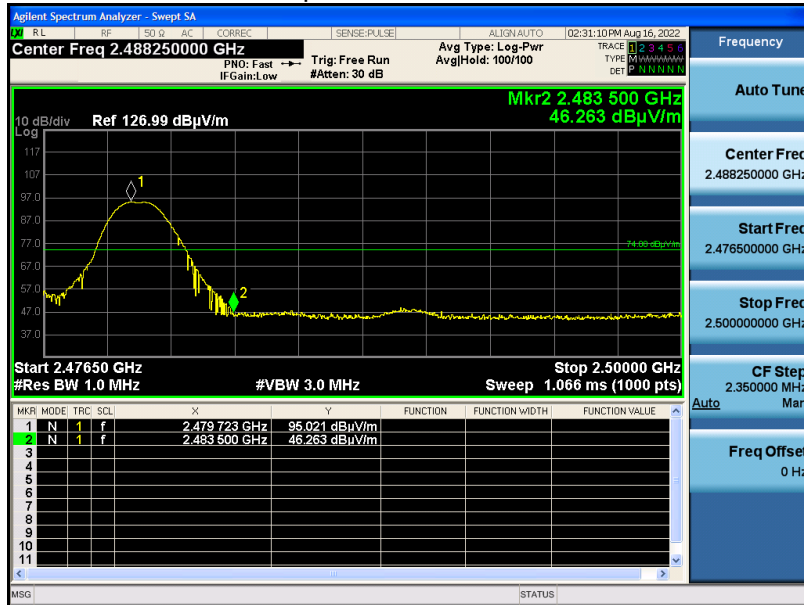 Agilent Spectrum Analyzer - Swept SA
LXI RL RF 50 Ω AC CORREC SENSE:PULSE ALIGN AUTO 02:31:10 PM Aug 16, 2022
Center Freq 2.488250000 GHz
PNO: Fast
IFGain:Low
Trig: Free Run
#Atten: 30 dB
Avg Type: Log-Pwr
Avg|Hold: 100/100
TRACE 1 2 3 4 5 6
TYPE M
DET P N N N N N
Frequency
Mkr2 2.483 500 GHz
46.263 dBµV/m
10 dB/div Ref 126.99 dBµV/m
Log
117
107
97.0
87.0
77.0
67.0
57.0
47.0
37.0
1
2
74.00 dBµV/m
Start 2.47650 GHz Stop 2.50000 GHz
#Res BW 1.0 MHz #VBW 3.0 MHz Sweep 1.066 ms (1000 pts)
MKR MODE TRC SCL X Y FUNCTION FUNCTION WIDTH FUNCTION VALUE
1 N 1 f 2.479 723 GHz 95.021 dBµV/m
2 N 1 f 2.483 500 GHz 46.263 dBµV/m
3
4
5
6
7
8
9
10
11
MSG STATUS
Auto Tune
Center Freq
2.488250000 GHz
Start Freq
2.476500000 GHz
Stop Freq
2.500000000 GHz
CF Step
2.350000 MHz
Auto Man
Freq Offset
0 Hz